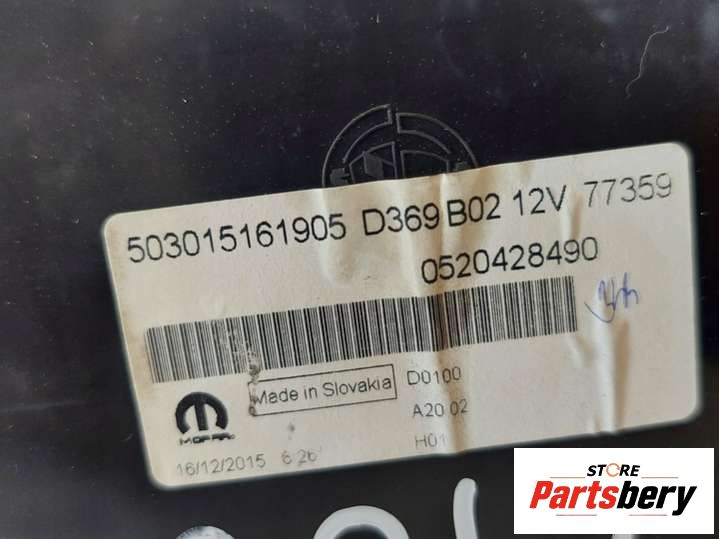 503015161905 D369 B02 12V 77359
0520428490
Made in Slovakia
D0100
A20 02
H01
MOPAR
16/12/2015 6:26
STORE
Partsbery